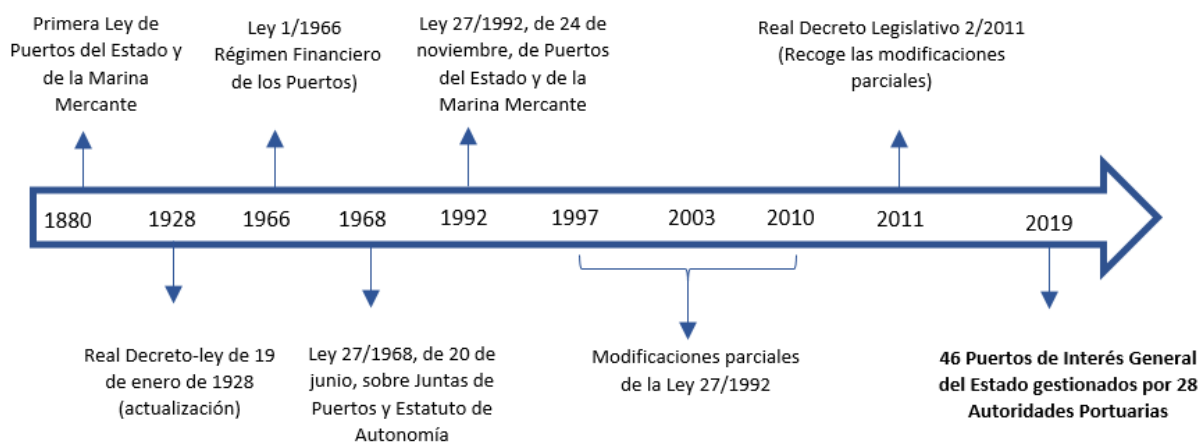 Primera Ley de
Puertos del Estado y
de la Marina
Mercante
Ley 1/1966
Régimen Financiero
de los Puertos)
Ley 27/1992, de 24 de
noviembre, de Puertos
del Estado y de la
Marina Mercante
Real Decreto Legislativo 2/2011
(Recoge las modificaciones
parciales)
1880
1928
1966
1968
1992
1997
2003
2010
2011
2019
Real Decreto-ley de 19
de enero de 1928
(actualización)
Ley 27/1968, de 20 de
junio, sobre Juntas de
Puertos y Estatuto de
Autonomía
Modificaciones parciales
de la Ley 27/1992
46 Puertos de Interés General
del Estado gestionados por 28
Autoridades Portuarias